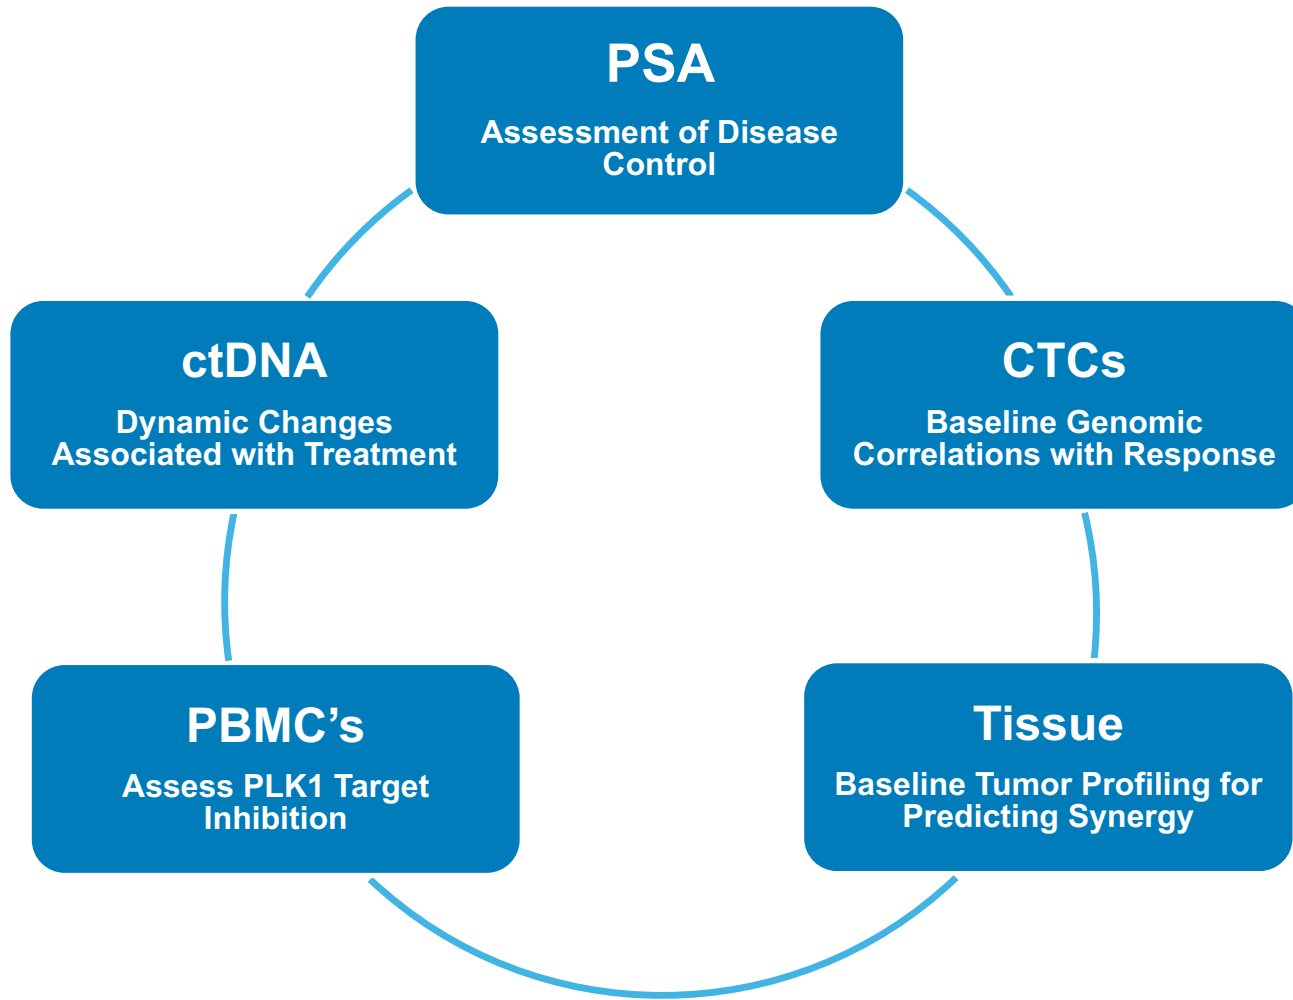 PSA
Assessment of Disease
Control
ctDNA
Dynamic Changes
Associated with Treatment
CTCs
Baseline Genomic
Correlations with Response
PBMC’s
Assess PLK1 Target
Inhibition
Tissue
Baseline Tumor Profiling for
Predicting Synergy